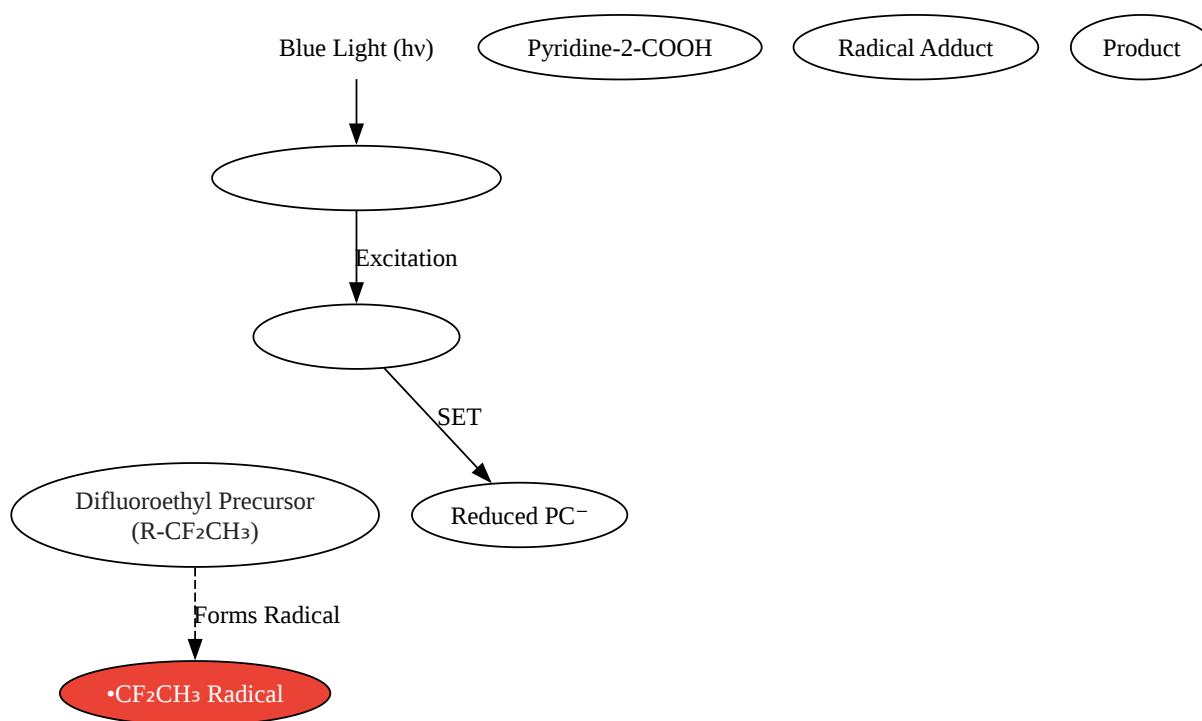 Blue Light (hν)
Pyridine-2-COOH
Radical Adduct
Product
Excitation
SET
Difluoroethyl Precursor
(R-CF₂CH₃)
Reduced PC⁻
Forms Radical
•CF₂CH₃ Radical